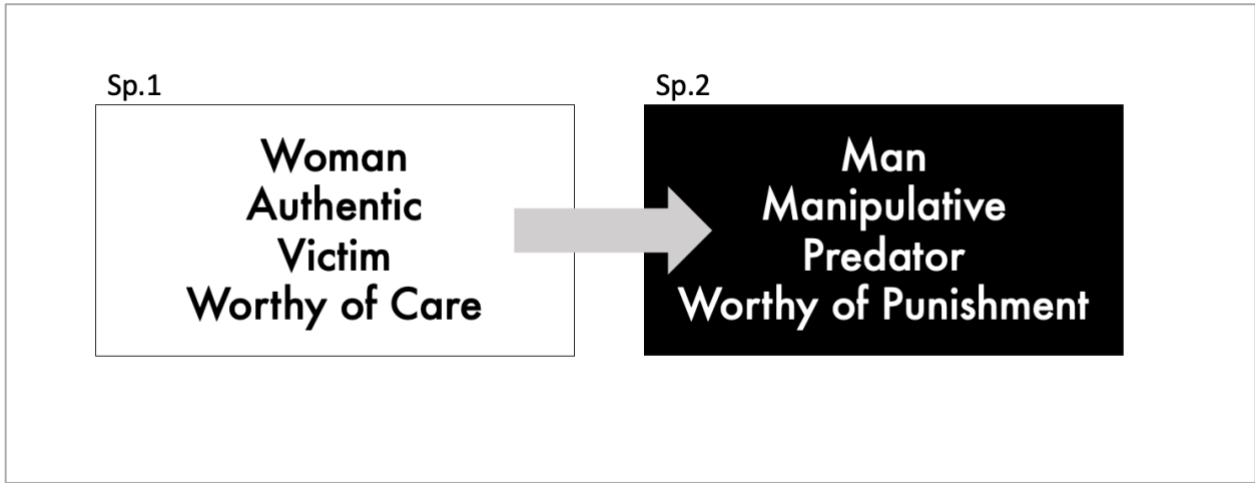 Sp.1
Woman
Authentic
Victim
Worthy of Care
Sp.2
Man
Manipulative
Predator
Worthy of Punishment